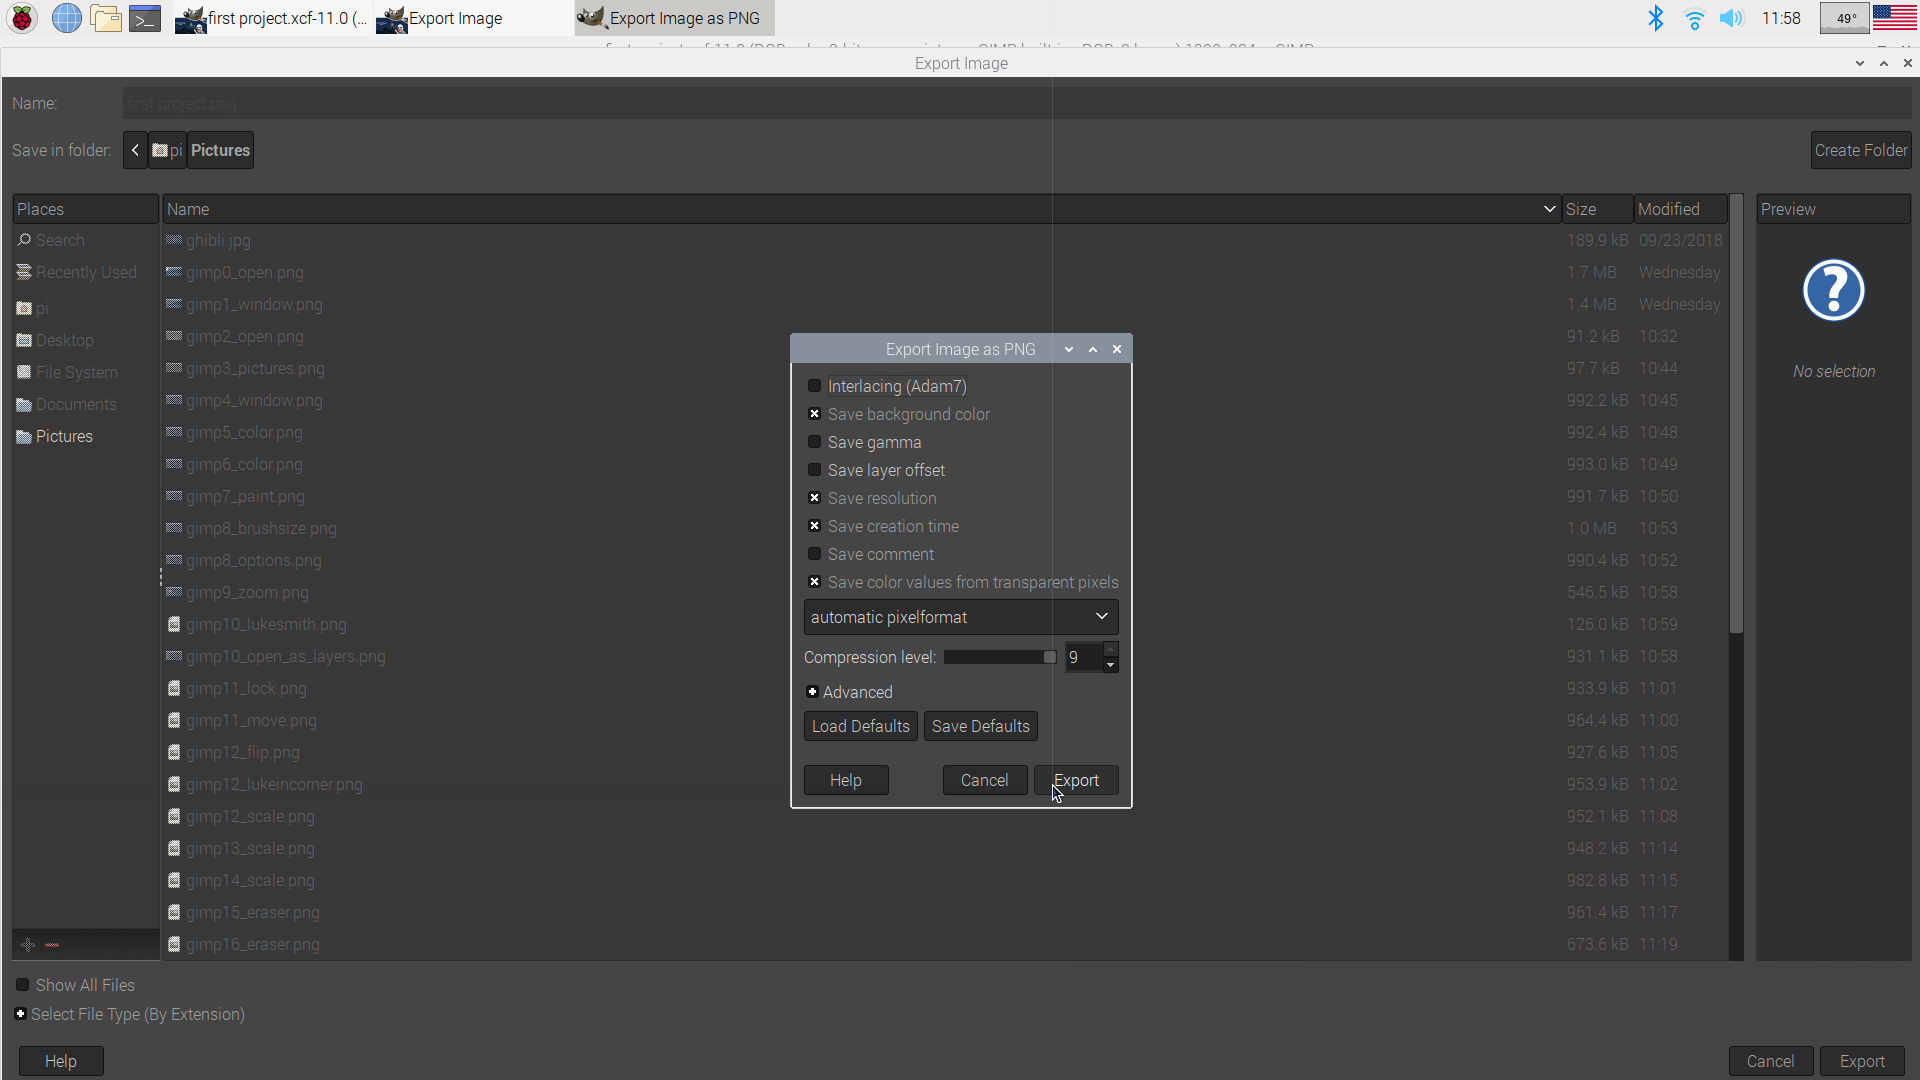 first project.xcf-11.0 (...
Export Image
Export Image as PNG
11:58
49°
Export Image
Name:
first project.png
Save in folder:
pi
Pictures
Create Folder
Places
Name
Size
Modified
Preview
Search
ghibli.jpg
189.9 kB
09/23/2018
Recently Used
gimp0_open.png
1.7 MB
Wednesday
pi
gimp1_window.png
1.4 MB
Wednesday
Desktop
gimp2_open.png
91.2 kB
10:32
File System
gimp3_pictures.png
97.7 kB
10:44
No selection
Documents
gimp4_window.png
992.2 kB
10:45
Pictures
gimp5_color.png
992.4 kB
10:48
gimp6_color.png
993.0 kB
10:49
gimp7_paint.png
991.7 kB
10:50
gimp8_brushsize.png
1.0 MB
10:53
gimp8_options.png
990.4 kB
10:52
gimp9_zoom.png
546.5 kB
10:58
gimp10_lukesmith.png
126.0 kB
10:59
gimp10_open_as_layers.png
931.1 kB
10:58
gimp11_lock.png
933.9 kB
11:01
gimp11_move.png
964.4 kB
11:00
gimp12_flip.png
927.6 kB
11:05
gimp12_lukeincorner.png
953.9 kB
11:02
gimp12_scale.png
952.1 kB
11:08
gimp13_scale.png
948.2 kB
11:14
gimp14_scale.png
982.8 kB
11:15
gimp15_eraser.png
961.4 kB
11:17
gimp16_eraser.png
673.6 kB
11:19
Export Image as PNG
Interlacing (Adam7)
Save background color
Save gamma
Save layer offset
Save resolution
Save creation time
Save comment
Save color values from transparent pixels
automatic pixelformat
Compression level:
9
Advanced
Load Defaults
Save Defaults
Help
Cancel
Export
Show All Files
Select File Type (By Extension)
Help
Cancel
Export